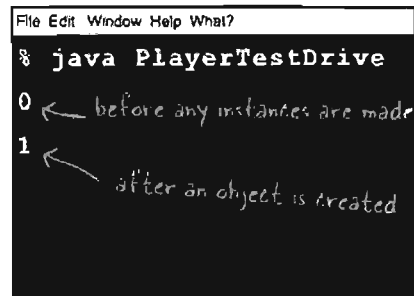 File Edit Window Help What?
% java PlayerTestDrive
0
before any instances are made
1
after an object is created